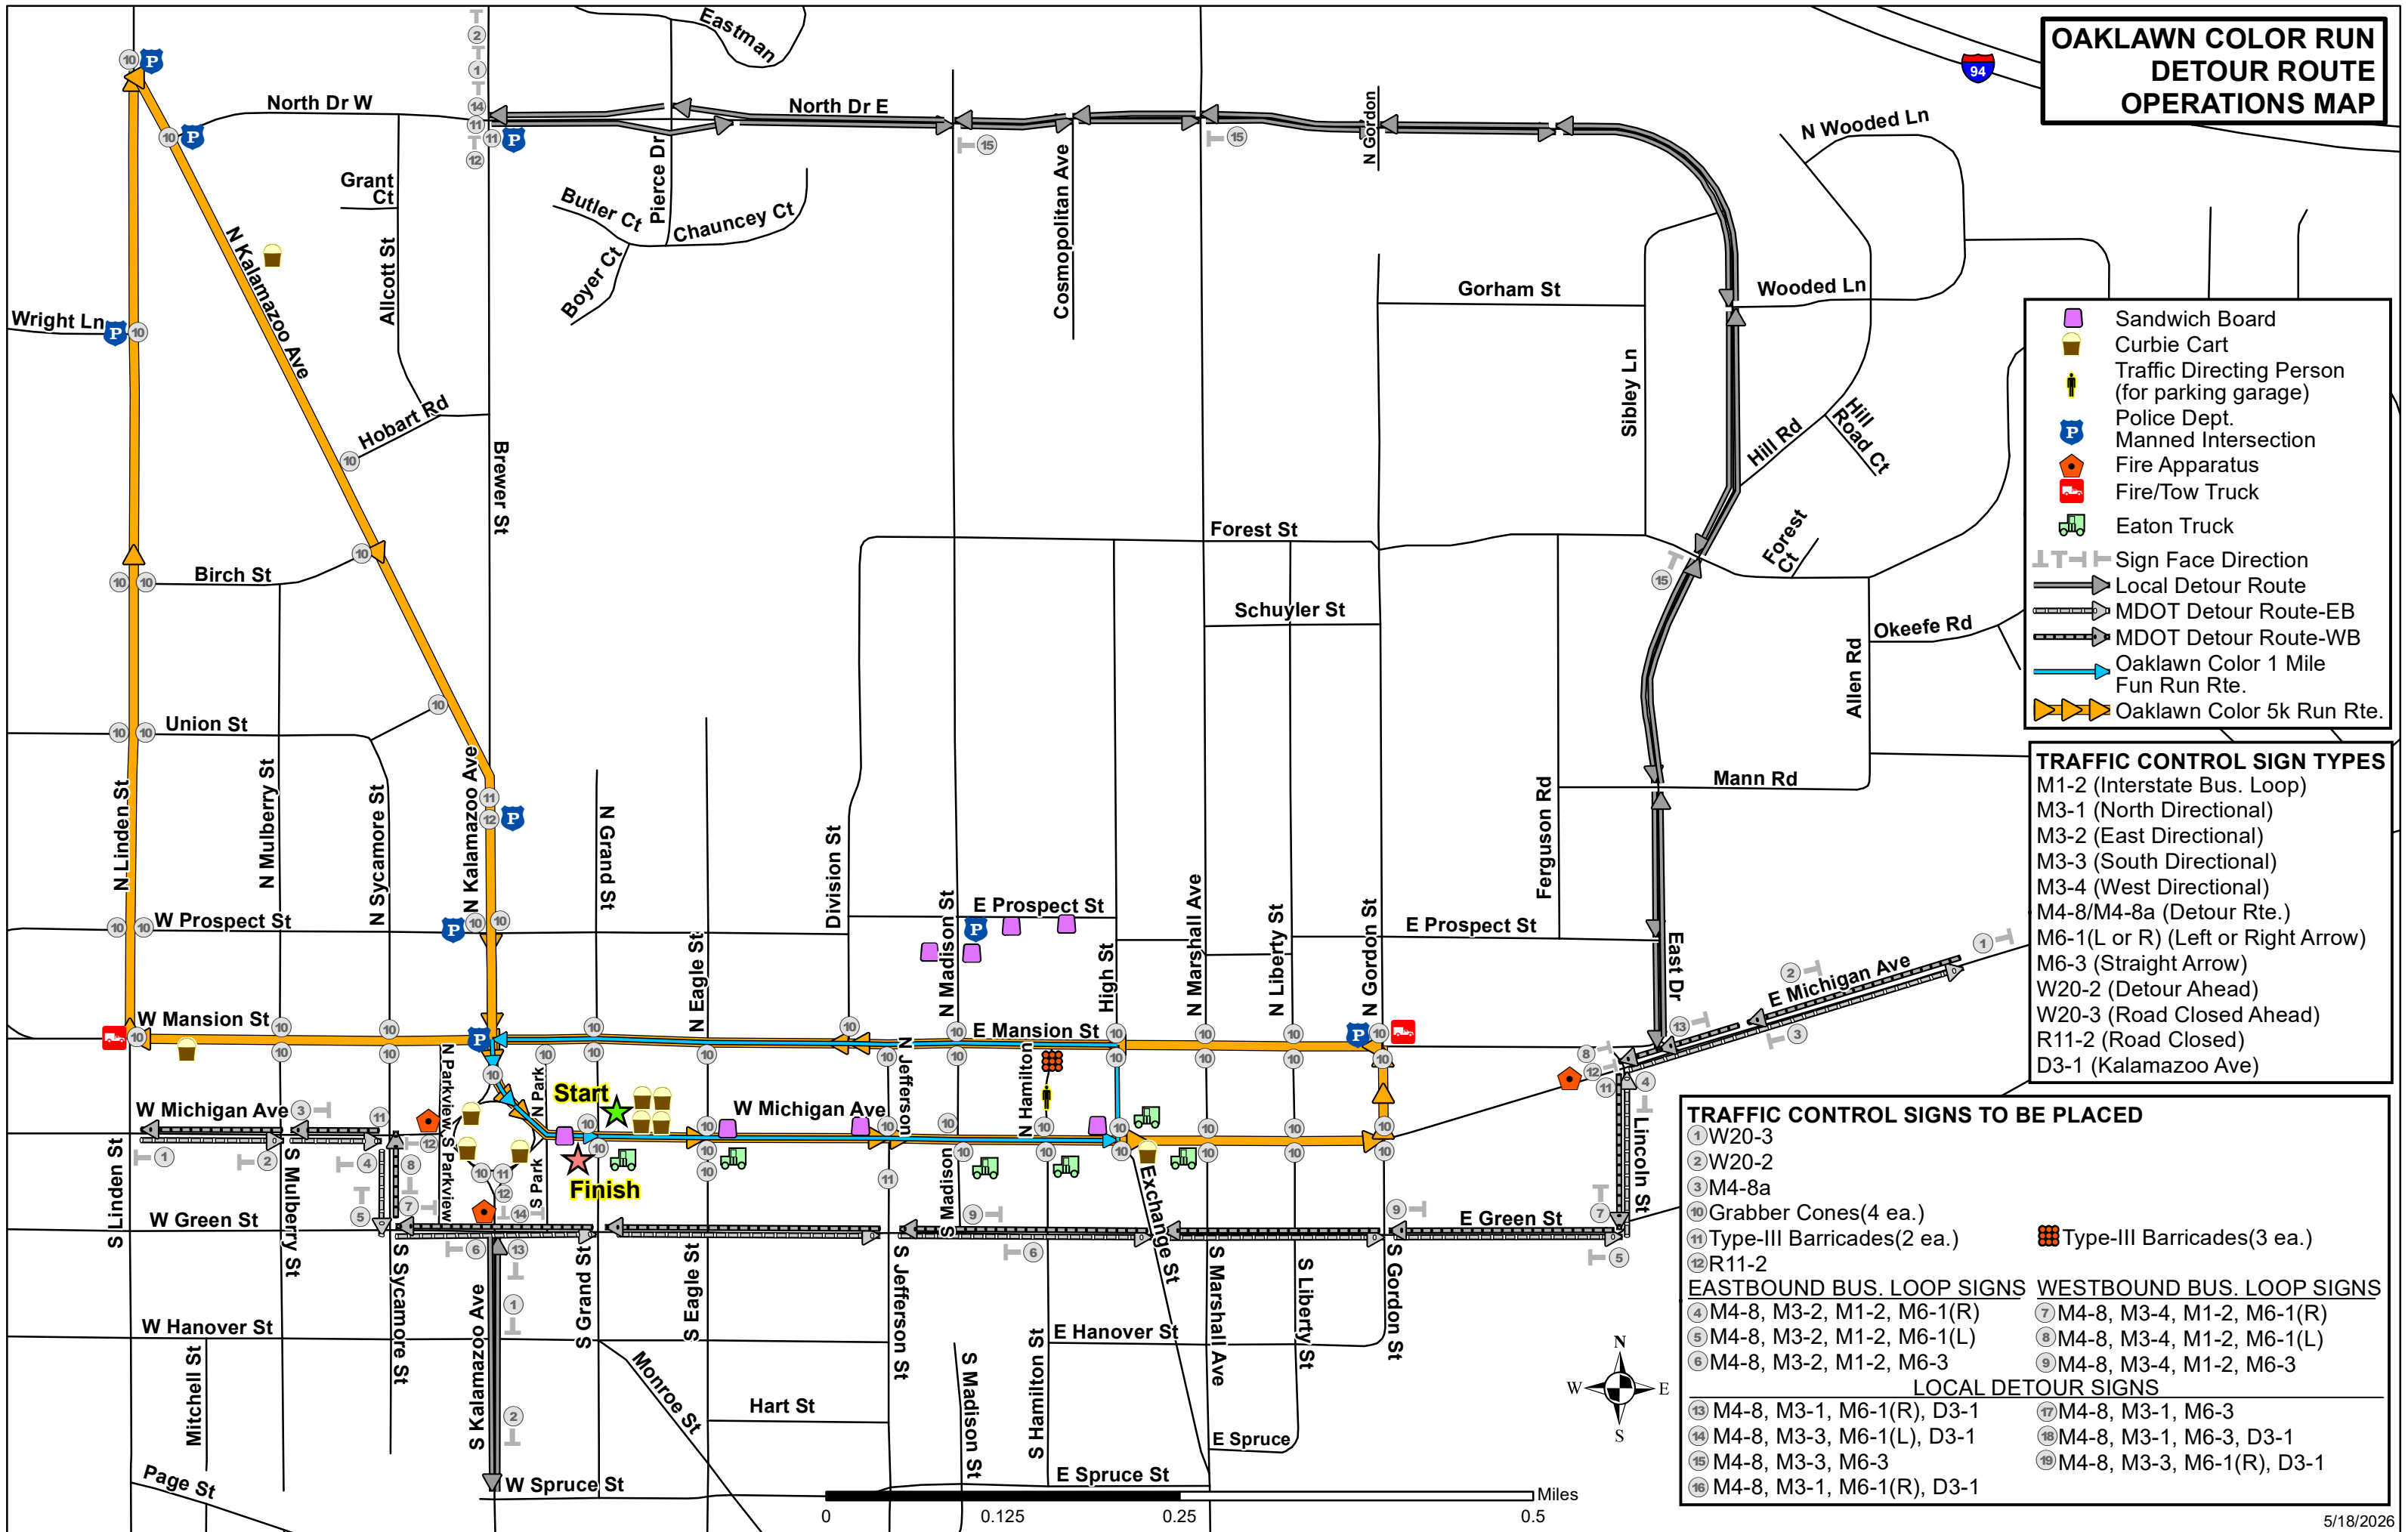 OAKLAWN COLOR RUN
DETOUR ROUTE
OPERATIONS MAP
94
Eastman
North Dr W
North Dr E
N Gordon
N Wooded Ln
Grant
Ct
Butler Ct
Pierce Dr
Chauncey Ct
Boyer Ct
Allcott St
Cosmopolitan Ave
N Kalamazoo Ave
Wright Ln
Gorham St
Wooded Ln
Sibley Ln
Hill Rd
Hill
Road Ct
Hobart Rd
Brewer St
Forest St
Forest
Ct
Birch St
Schuyler St
Okeefe Rd
Allen Rd
Union St
Mann Rd
N Linden St
N Mulberry St
N Sycamore St
N Kalamazoo Ave
N Grand St
N Eagle St
Division St
N Madison St
High St
N Marshall Ave
N Liberty St
N Gordon St
Ferguson Rd
East Dr
W Prospect St
E Prospect St
E Prospect St
E Michigan Ave
W Mansion St
E Mansion St
N Parkview
N Park
N Jefferson
N Hamilton
Start
W Michigan Ave
W Michigan Ave
Finish
S Linden St
S Mulberry St
S Parkview
S Park
S Madison
Exchange St
Lincoln St
W Green St
E Green St
S Sycamore St
S Kalamazoo Ave
S Grand St
S Eagle St
S Jefferson St
S Marshall Ave
S Liberty St
S Gordon St
W Hanover St
E Hanover St
Mitchell St
Monroe St
Hart St
S Madison St
S Hamilton St
E Spruce
E Spruce St
W Spruce St
Page St
Miles
0
0.125
0.25
0.5
N
W
E
S
Sandwich Board
Curbie Cart
Traffic Directing Person
(for parking garage)
Police Dept.
P Manned Intersection
Fire Apparatus
Fire/Tow Truck
Eaton Truck
Sign Face Direction
Local Detour Route
MDOT Detour Route-EB
MDOT Detour Route-WB
Oaklawn Color 1 Mile
Fun Run Rte.
Oaklawn Color 5k Run Rte.
TRAFFIC CONTROL SIGN TYPES
M1-2 (Interstate Bus. Loop)
M3-1 (North Directional)
M3-2 (East Directional)
M3-3 (South Directional)
M3-4 (West Directional)
M4-8/M4-8a (Detour Rte.)
M6-1(L or R) (Left or Right Arrow)
M6-3 (Straight Arrow)
W20-2 (Detour Ahead)
W20-3 (Road Closed Ahead)
R11-2 (Road Closed)
D3-1 (Kalamazoo Ave)
TRAFFIC CONTROL SIGNS TO BE PLACED
1 W20-3
2 W20-2
3 M4-8a
10 Grabber Cones(4 ea.)
11 Type-III Barricades(2 ea.)
Type-III Barricades(3 ea.)
12 R11-2
EASTBOUND BUS. LOOP SIGNS
4 M4-8, M3-2, M1-2, M6-1(R)
5 M4-8, M3-2, M1-2, M6-1(L)
6 M4-8, M3-2, M1-2, M6-3
WESTBOUND BUS. LOOP SIGNS
7 M4-8, M3-4, M1-2, M6-1(R)
8 M4-8, M3-4, M1-2, M6-1(L)
9 M4-8, M3-4, M1-2, M6-3
LOCAL DETOUR SIGNS
13 M4-8, M3-1, M6-1(R), D3-1
14 M4-8, M3-3, M6-1(L), D3-1
15 M4-8, M3-3, M6-3
16 M4-8, M3-1, M6-1(R), D3-1
17 M4-8, M3-1, M6-3
18 M4-8, M3-1, M6-3, D3-1
19 M4-8, M3-3, M6-1(R), D3-1
5/18/2026